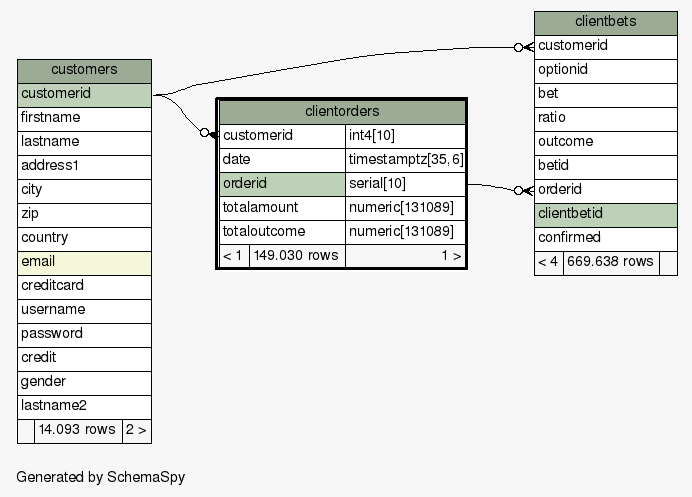 customers
customerid
firstname
lastname
address1
city
zip
country
email
creditcard
username
password
credit
gender
lastname2
14.093 rows 2 >
clientorders
customerid int4[10]
date timestamptz[35,6]
orderid serial[10]
totalamount numeric[131089]
totaloutcome numeric[131089]
< 1 149.030 rows 1 >
clientbets
customerid
optionid
bet
ratio
outcome
betid
orderid
clientbetid
confirmed
< 4 669.638 rows
Generated by SchemaSpy